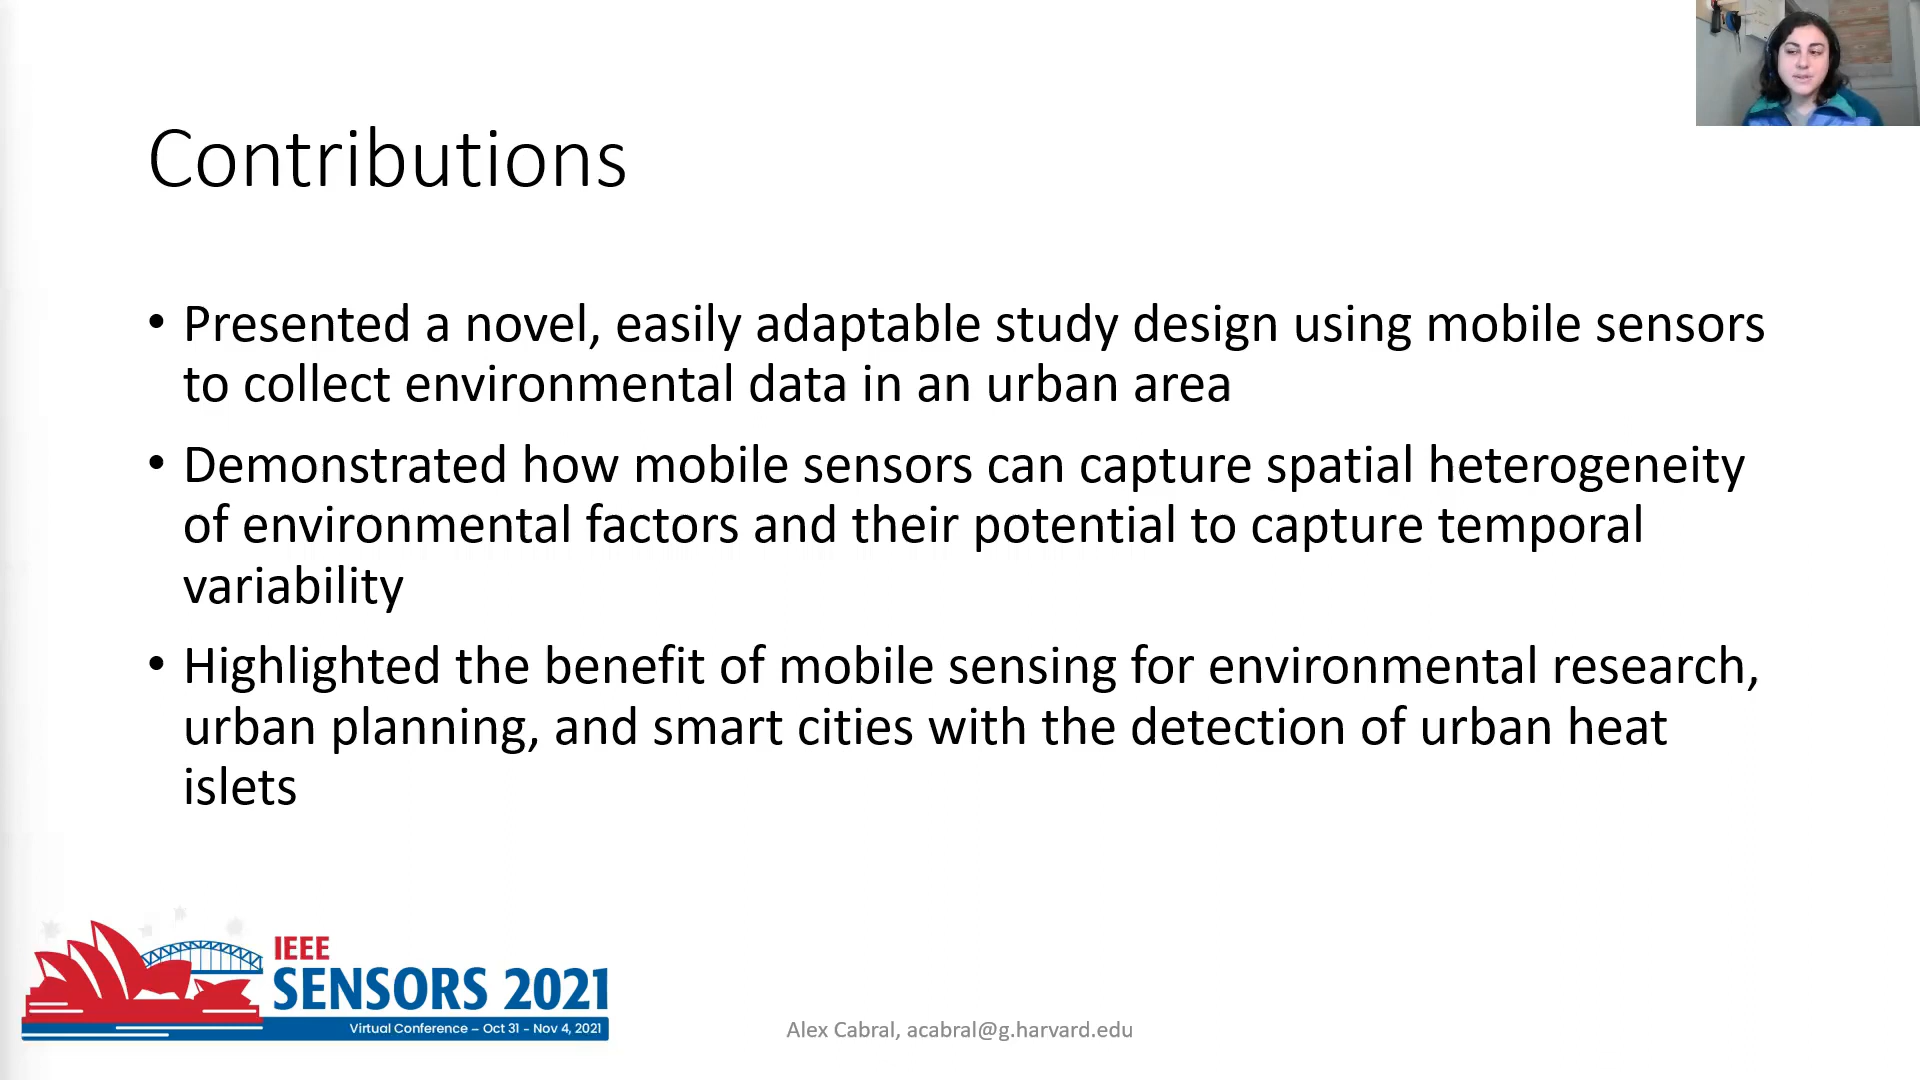 Contributions
• Presented a novel, easily adaptable study design using mobile sensors
to collect environmental data in an urban area
• Demonstrated how mobile sensors can capture spatial heterogeneity
of environmental factors and their potential to capture temporal
variability
• Highlighted the benefit of mobile sensing for environmental research,
urban planning, and smart cities with the detection of urban heat
islets
IEEE
SENSORS 2021
Virtual Conference – Oct 31 - Nov 4, 2021
Alex Cabral, acabral@g.harvard.edu